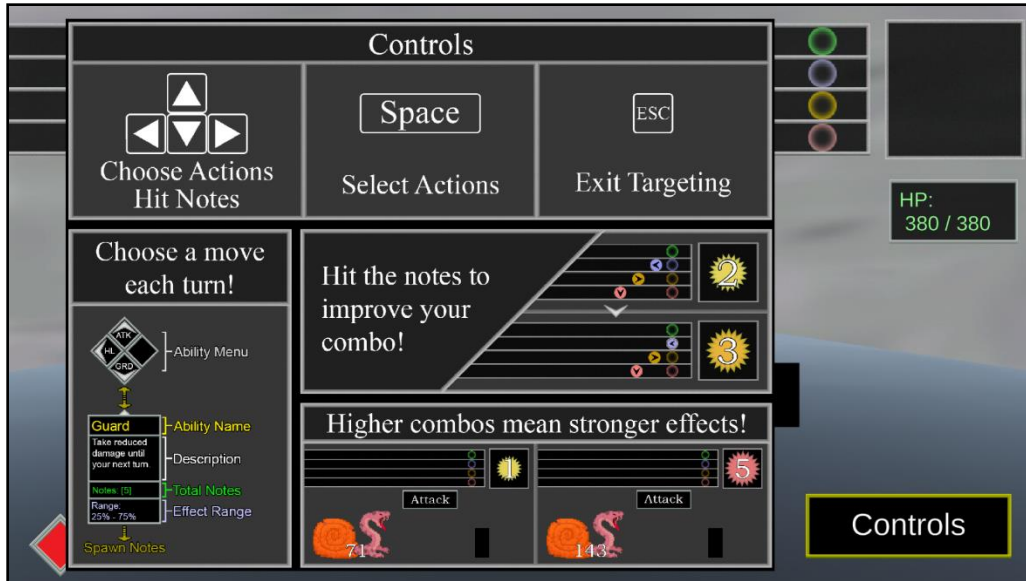 Controls
Choose Actions
Hit Notes
Space
Select Actions
ESC
Exit Targeting
HP:
380 / 380
Choose a move
each turn!
ATK
HL
GRD
Ability Menu
Guard
Ability Name
Take reduced
damage until
your next turn.
Description
Notes: [5]
Total Notes
Range:
25% - 75%
Effect Range
Spawn Notes
Hit the notes to
improve your
combo!
2
3
Higher combos mean stronger effects!
1
Attack
71
5
Attack
143
Controls